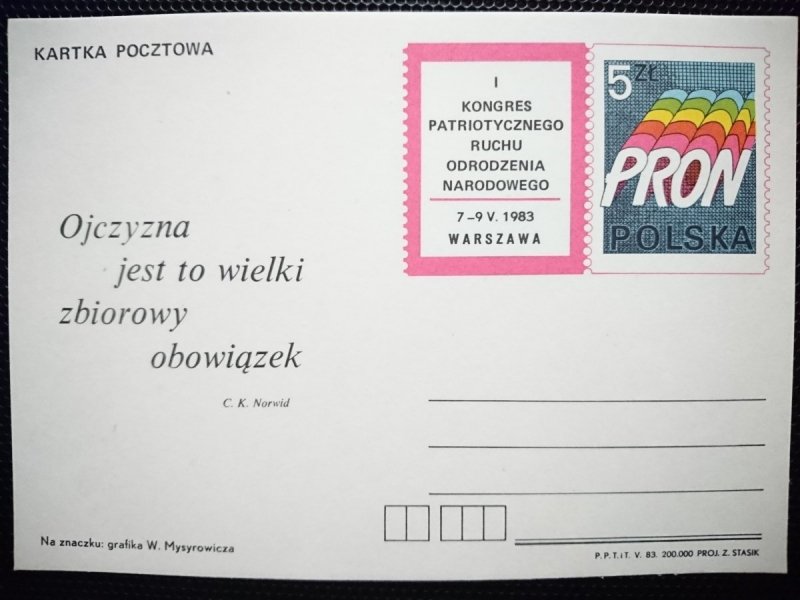 KARTKA POCZTOWA
I
KONGRES
PATRIOTYCZNEGO
RUCHU
ODRODZENIA
NARODOWEGO
7–9 V. 1983
WARSZAWA
5 ZŁ
PRON
POLSKA
Ojczyzna
jest to wielki
zbiorowy
obowiązek
C. K. Norwid
Na znaczku: grafika W. Mysyrowicza
P.P.T.iT. V. 83. 200.000 PROJ. Z. STASIK